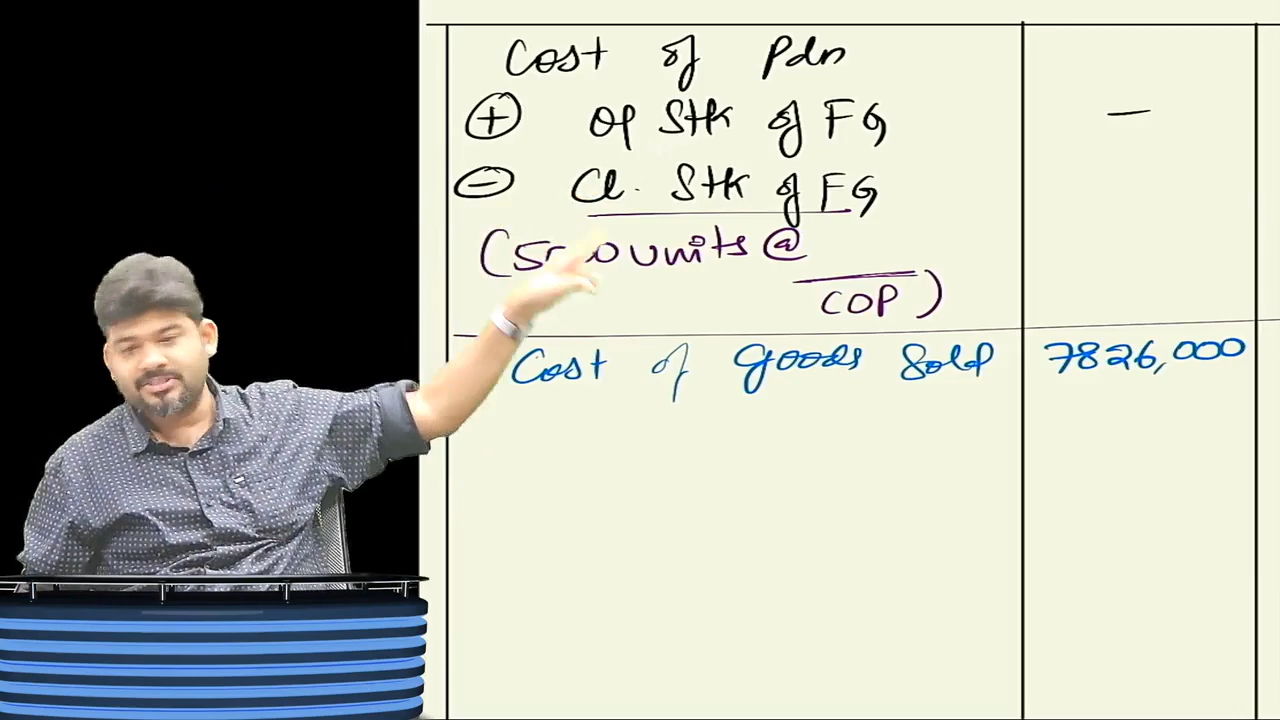 Cost of Pdn
+ Op Stk of FG —
- Cl. Stk of FG
units @
COP )
Cost of Goods Sold 7826,000